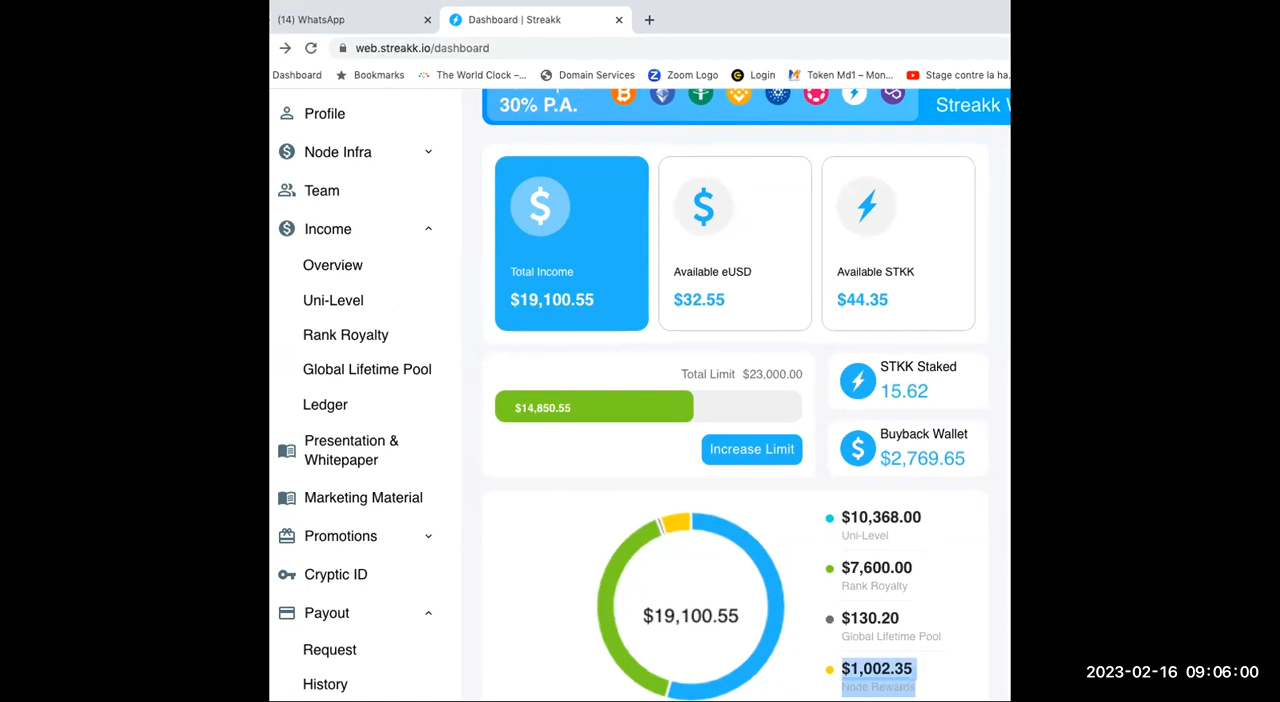 (14) WhatsApp
Dashboard | Streakk
web.streakk.io/dashboard
Dashboard Bookmarks The World Clock –... Domain Services Zoom Logo Login Token Md1 – Mon... Stage contre la ha.
30% P.A.
Streakk
Profile
Node Infra
Team
Income
Overview
Uni-Level
Rank Royalty
Global Lifetime Pool
Ledger
Presentation &
Whitepaper
Marketing Material
Promotions
Cryptic ID
Payout
Request
History
Total Income
$19,100.55
Available eUSD
$32.55
Available STKK
$44.35
Total Limit $23,000.00
$14,850.55
Increase Limit
STKK Staked
15.62
Buyback Wallet
$2,769.65
$19,100.55
$10,368.00
Uni-Level
$7,600.00
Rank Royalty
$130.20
Global Lifetime Pool
$1,002.35
Node Rewards
2023-02-16 09:06:00